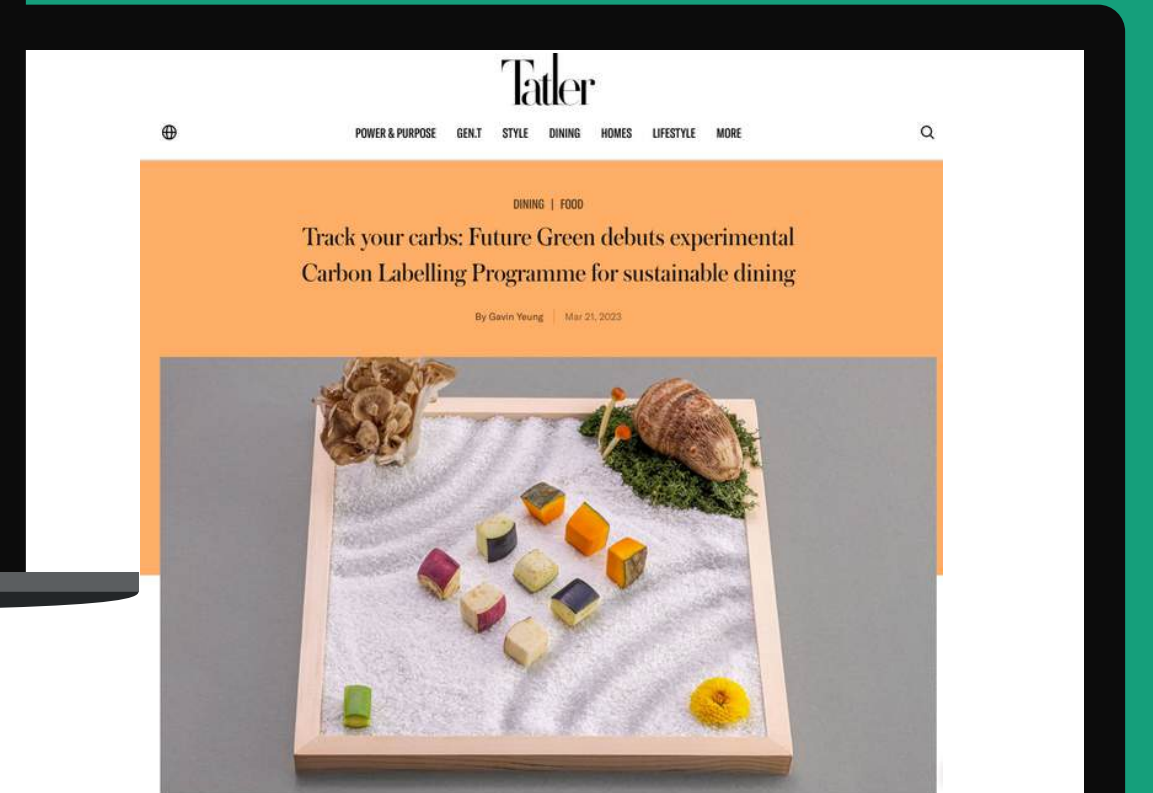 Tatler
POWER & PURPOSE GEN.T STYLE DINING HOMES LIFESTYLE MORE
DINING | FOOD
Track your carbs: Future Green debuts experimental
Carbon Labelling Programme for sustainable dining
By Gavin Yeung | Mar 21, 2023